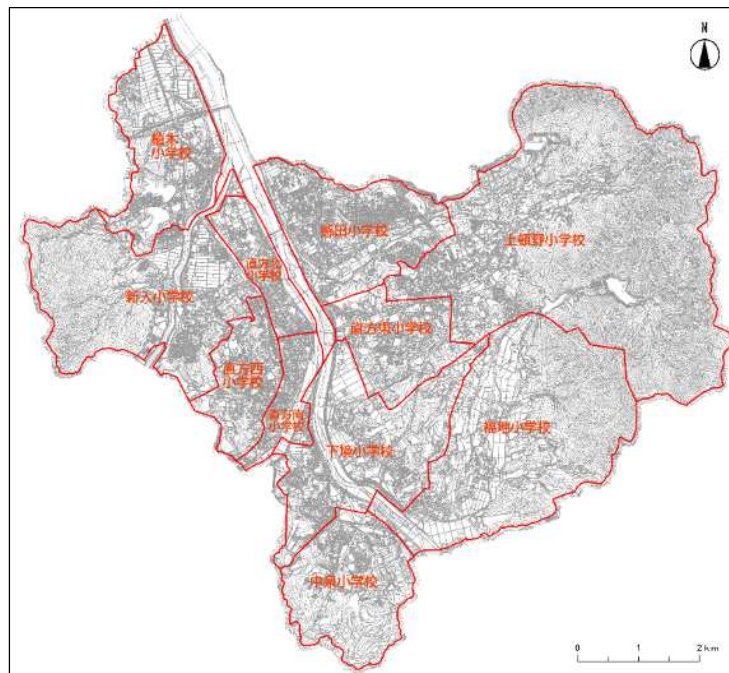 N
植木
小学校
感田小学校
上頓野小学校
直方北
小学校
新入小学校
直方東小学校
直方西
小学校
直方南
小学校
下境小学校
福地小学校
中泉小学校
0 1 2 km